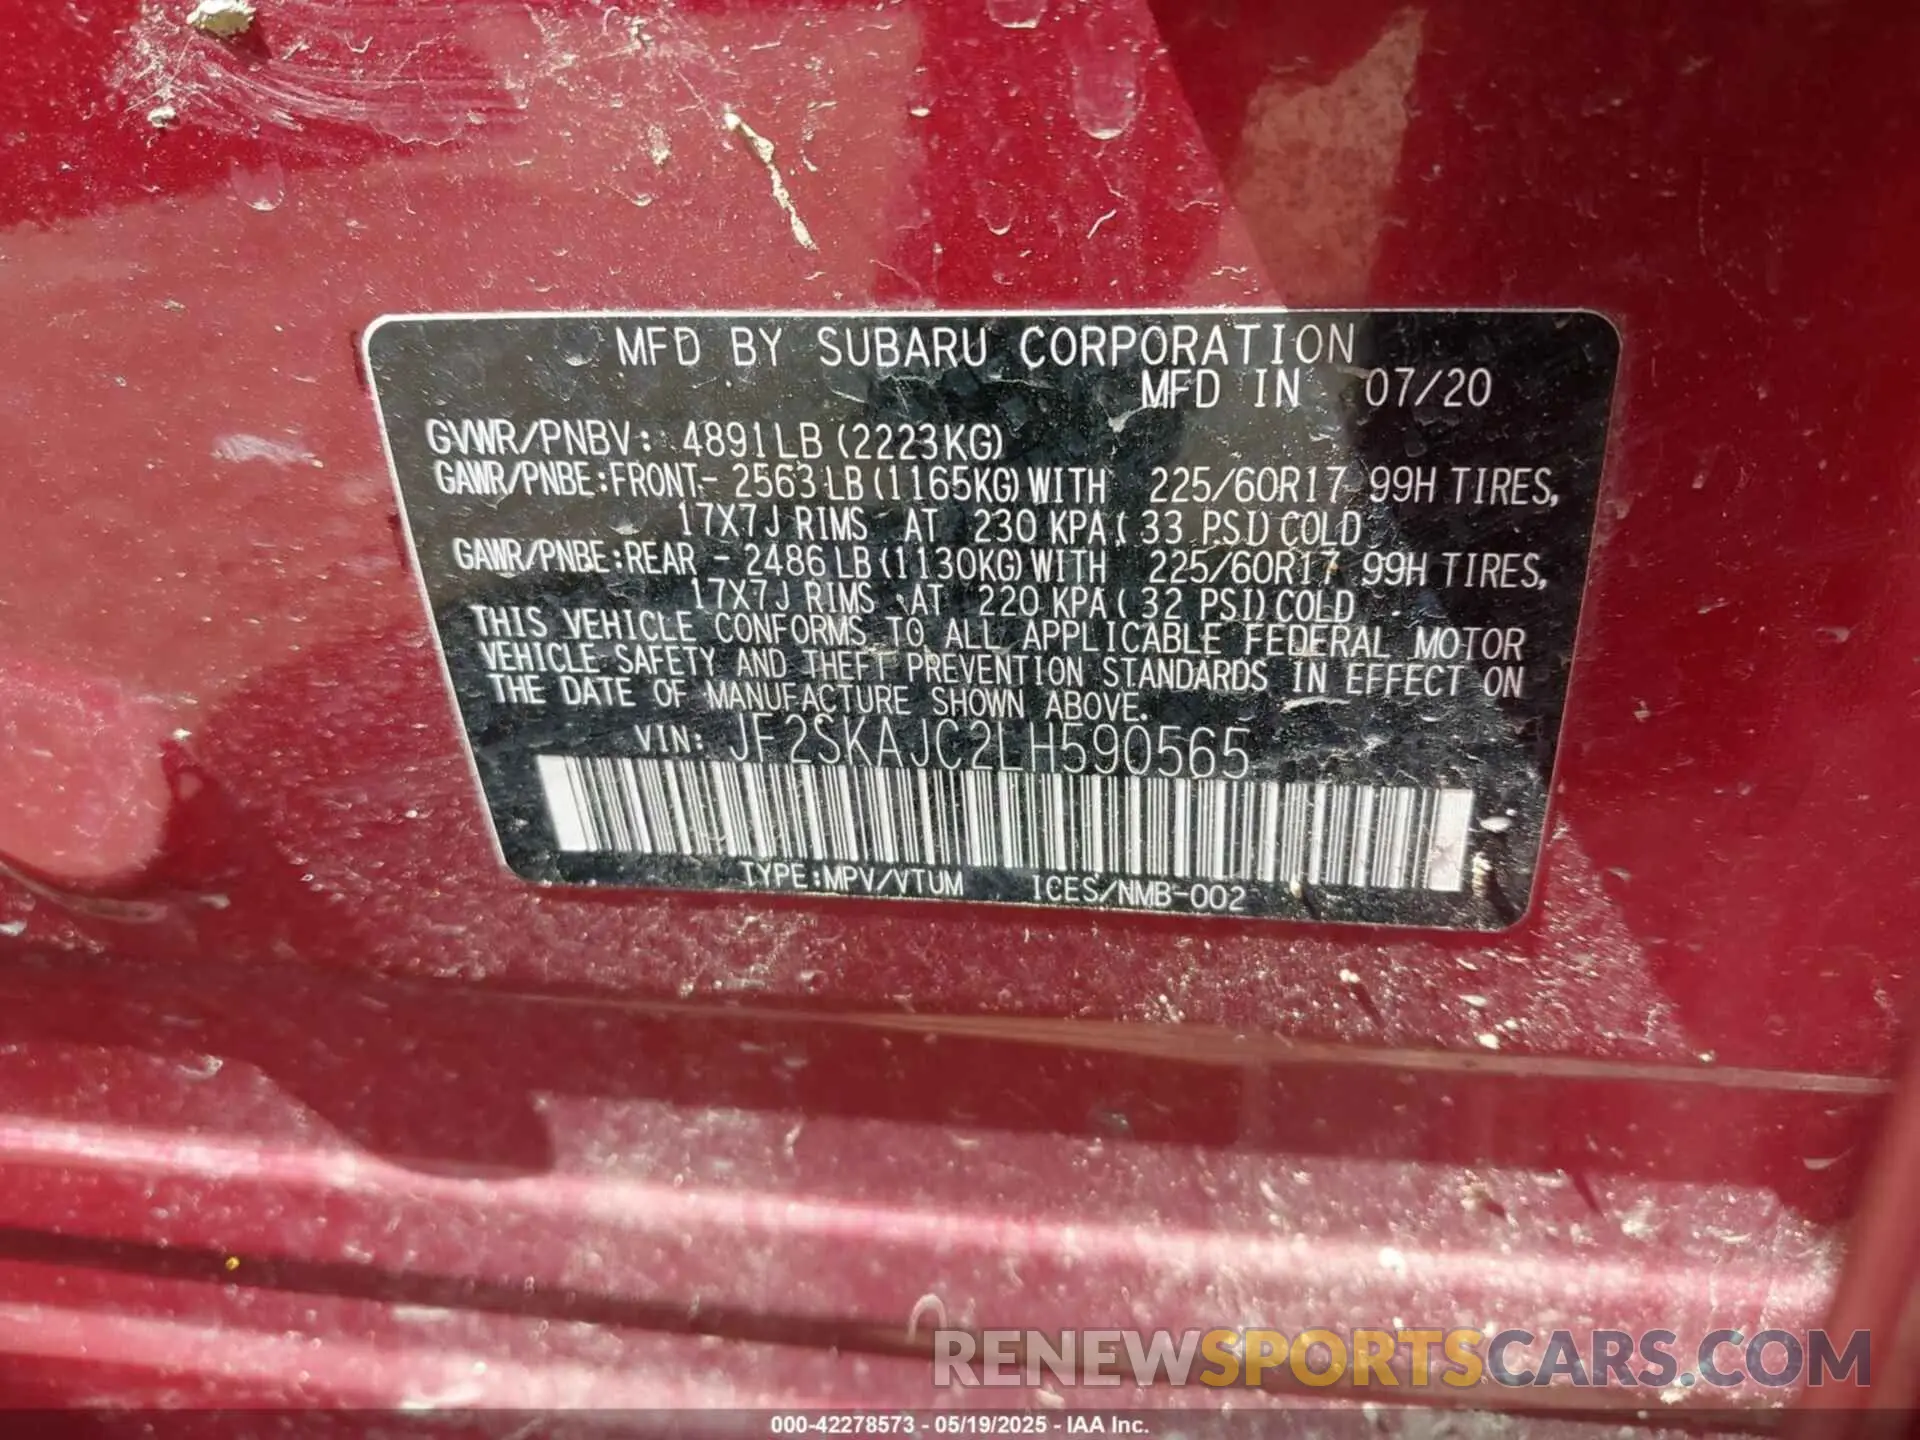 MFD BY SUBARU CORPORATION
MFD IN 07/20
GVWR/PNBV: 4891LB (2223KG)
GAWR/PNBE:FRONT- 2563 LB (1165KG) WITH 225/60R17 99H TIRES,
17X7J RIMS AT 230 KPA( 33 PSI) COLD
GAWR/PNBE:REAR - 2486 LB (1130KG) WITH 225/60R17 99H TIRES,
17X7J RIMS AT 220 KPA( 32 PSI) COLD
THIS VEHICLE CONFORMS TO ALL APPLICABLE FEDERAL MOTOR
VEHICLE SAFETY AND THEFT PREVENTION STANDARDS IN EFFECT ON
THE DATE OF MANUFACTURE SHOWN ABOVE.
VIN: JF2SKAJC2LH590565
TYPE:MPV/VTUM ICES/NMB-002
RENEWSPORTSCARS.COM
000-42278573 - 05/19/2025 - IAA Inc.